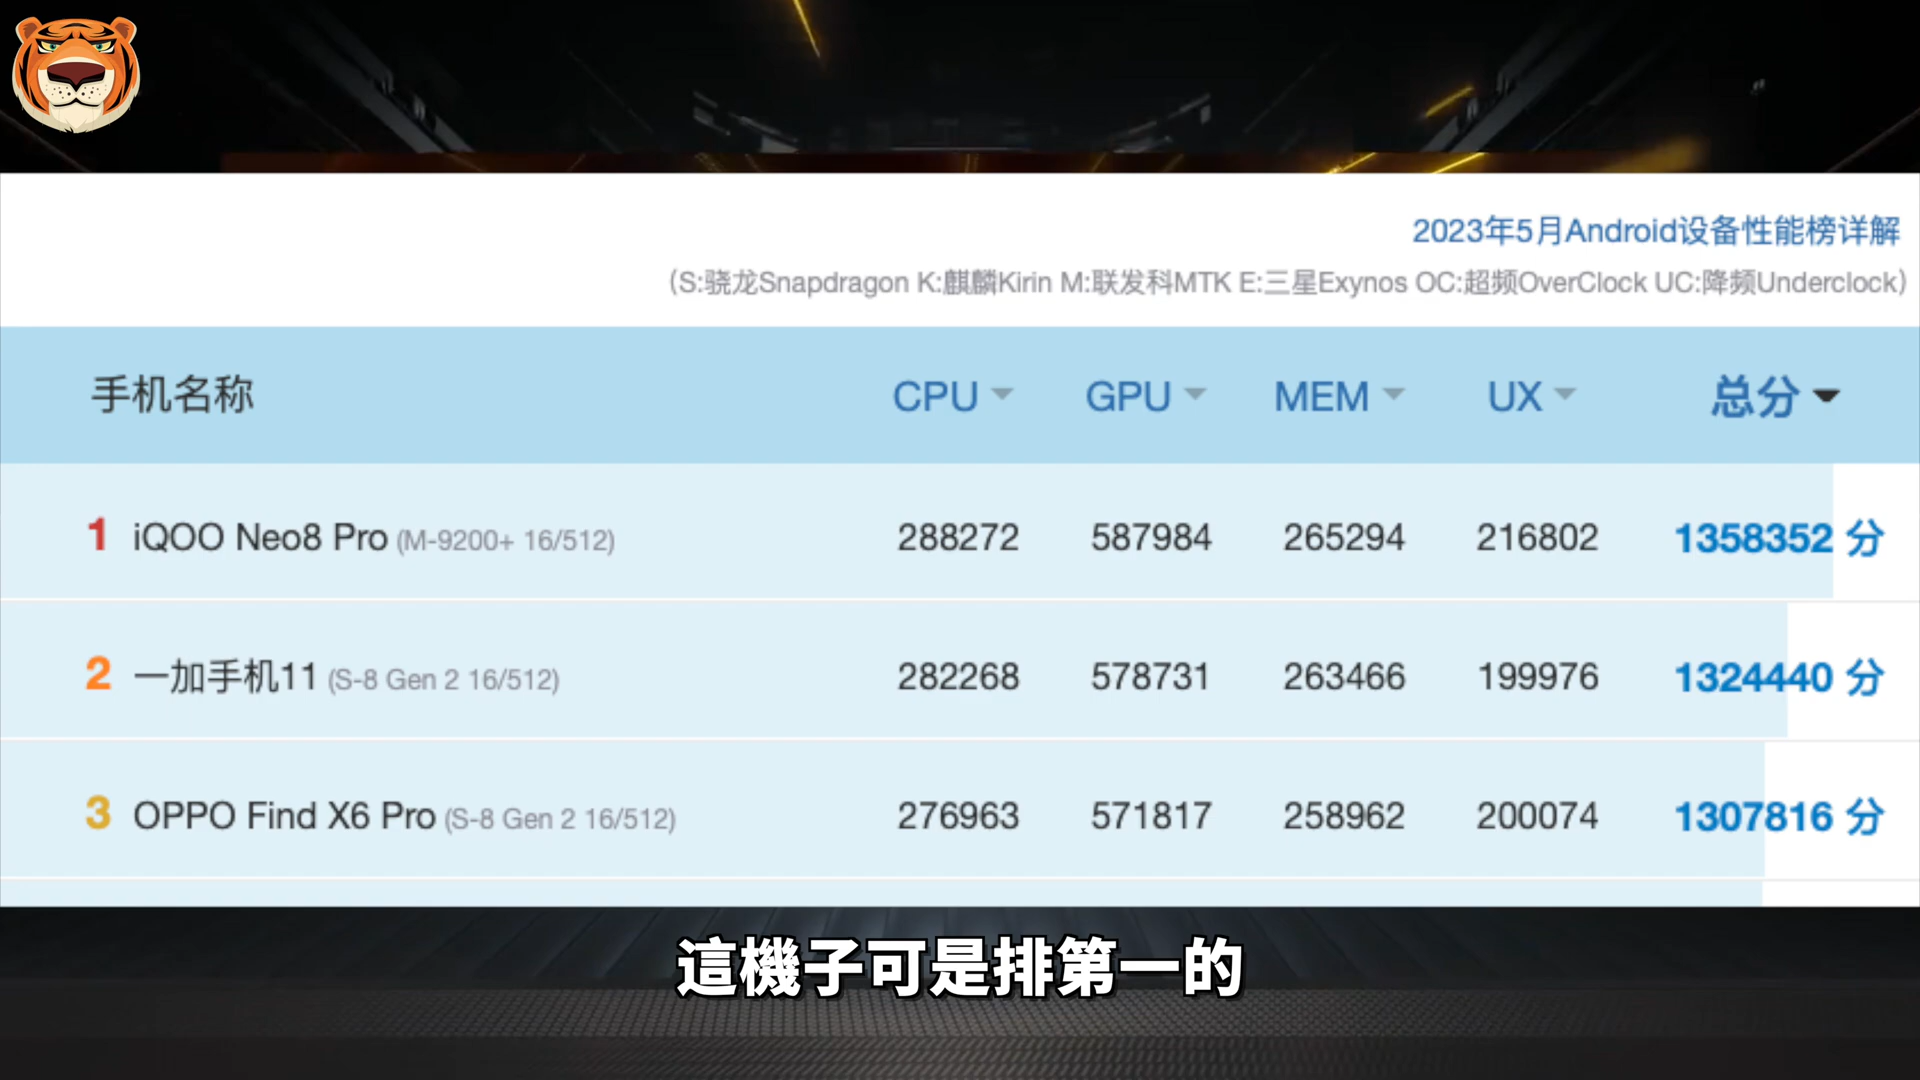 2023年5月Android设备性能榜详解
(S:骁龙Snapdragon K:麒麟Kirin M:联发科MTK E:三星Exynos OC:超频OverClock UC:降频Underclock)
手机名称 CPU GPU MEM UX 总分
1 iQOO Neo8 Pro (M-9200+ 16/512) 288272 587984 265294 216802 1358352 分
2 一加手机11 (S-8 Gen 2 16/512) 282268 578731 263466 199976 1324440 分
3 OPPO Find X6 Pro (S-8 Gen 2 16/512) 276963 571817 258962 200074 1307816 分
這機子可是排第一的